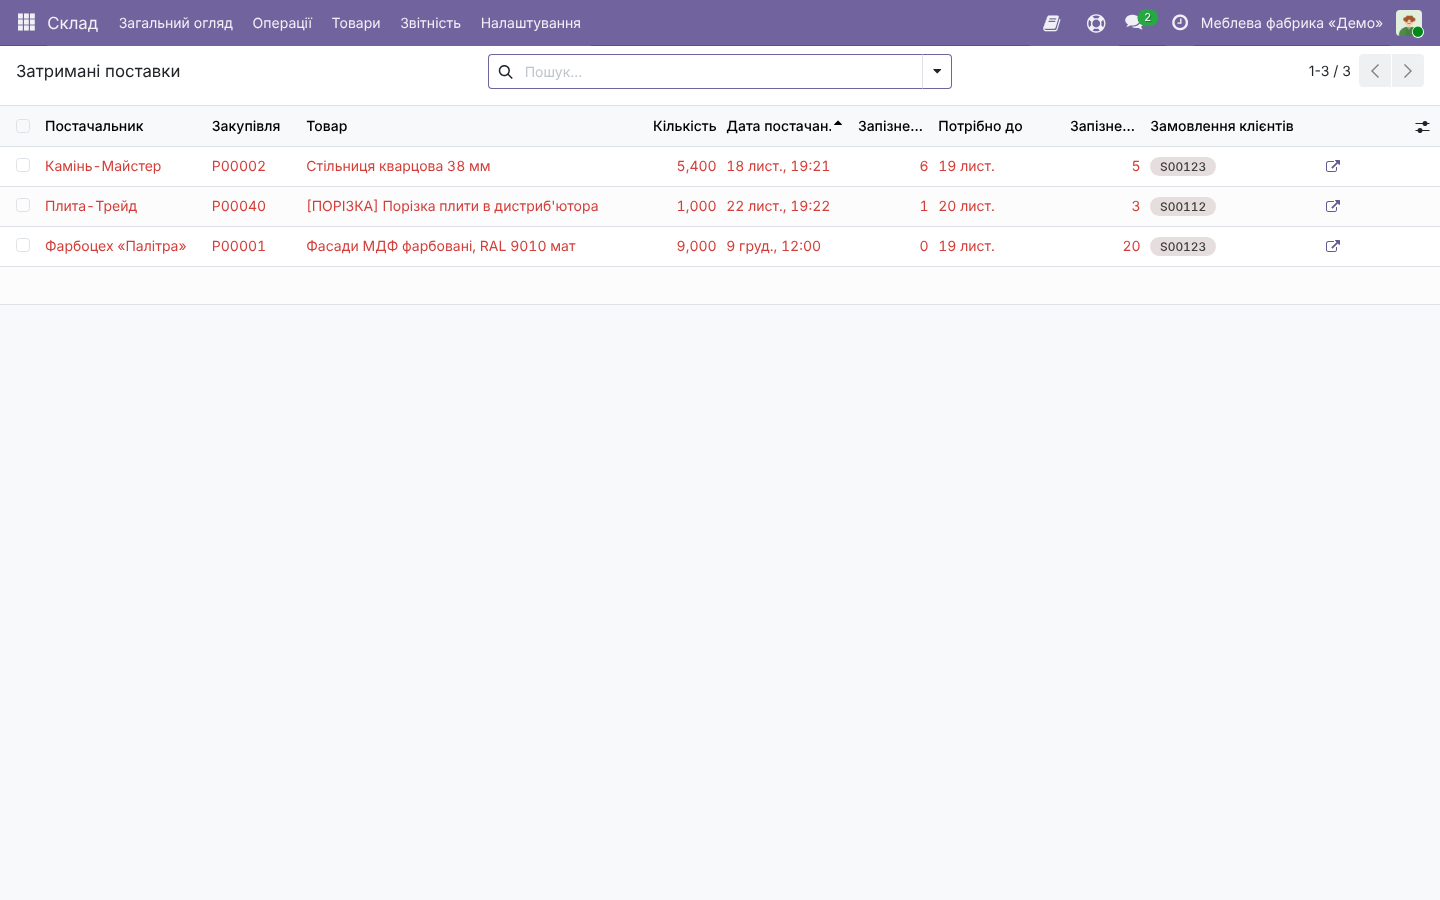 Склад Загальний огляд Операції Товари Звітність Налаштування 2 Меблева фабрика «Демо»
Затримані поставки Пошук... 1-3 / 3
Постачальник Закупівля Товар Кількість Дата постачан. Запізне... Потрібно до Запізне... Замовлення клієнтів
Камінь-Майстер P00002 Стільниця кварцова 38 мм 5,400 18 лист., 19:21 6 19 лист. 5 S00123
Плита-Трейд P00040 [ПОРІЗКА] Порізка плити в дистриб'ютора 1,000 22 лист., 19:22 1 20 лист. 3 S00112
Фарбоцех «Палітра» P00001 Фасади МДФ фарбовані, RAL 9010 мат 9,000 9 груд., 12:00 0 19 лист. 20 S00123